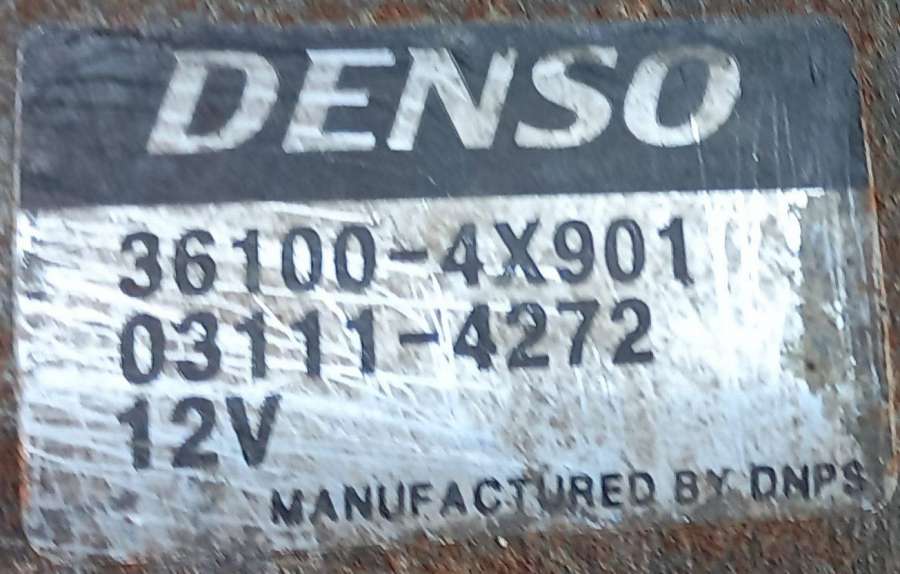 DENSO
36100-4X901
03111-4272
12V
MANUFACTURED BY DNPS